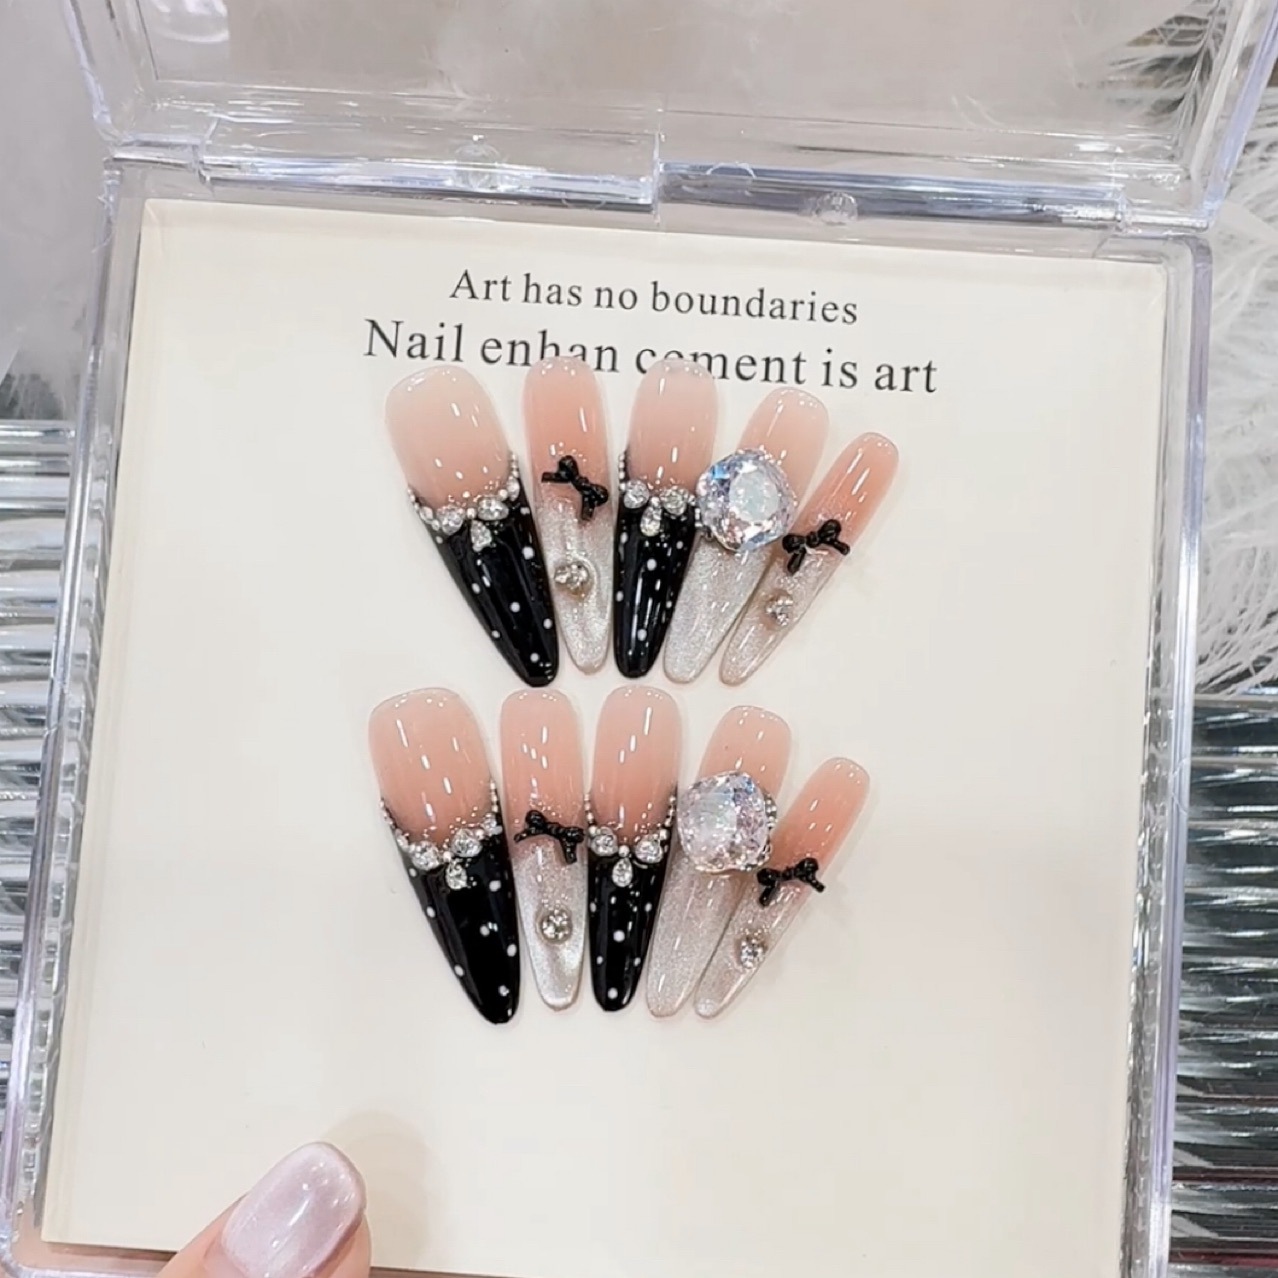 Art has no boundaries
Nail enhan cement is art